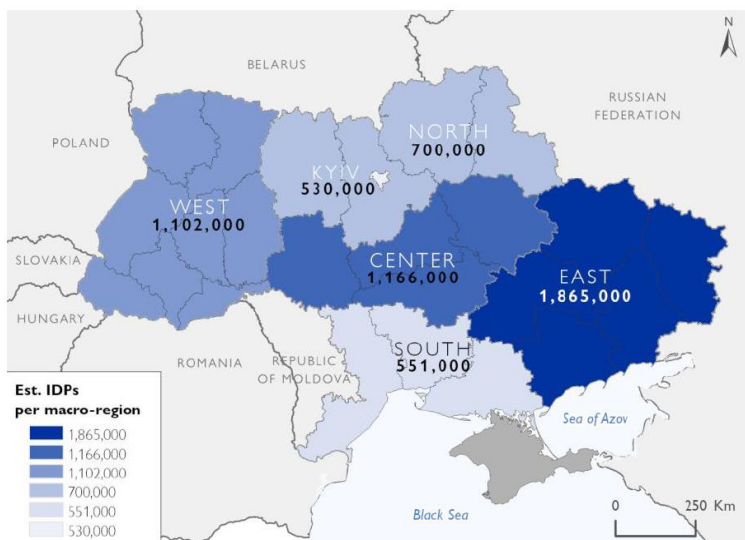 N
BELARUS
RUSSIAN
FEDERATION
POLAND
NORTH
700,000
KYIV
530,000
WEST
1,102,000
CENTER
1,166,000
SLOVAKIA
EAST
1,865,000
HUNGARY
ROMANIA
REPUBLIC
OF MOLDOVA
SOUTH
551,000
Sea of Azov
Black Sea
Est. IDPs
per macro-region
1,865,000
1,166,000
1,102,000
700,000
551,000
530,000
0 250 Km